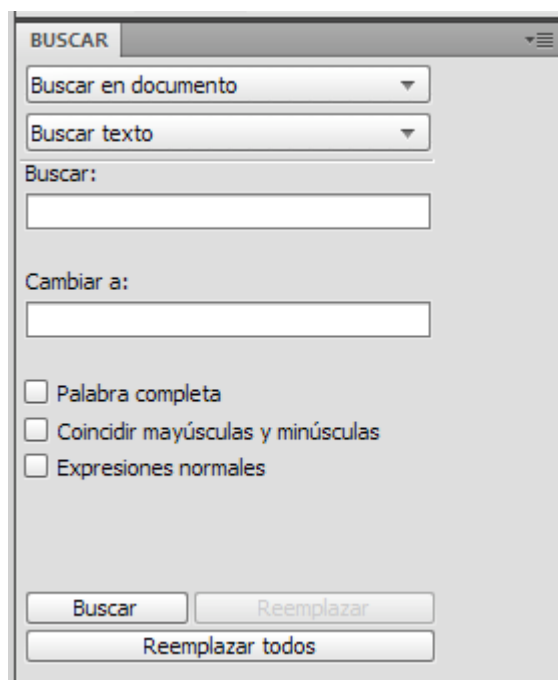 BUSCAR
Buscar en documento
Buscar texto
Buscar:
Cambiar a:
Palabra completa
Coincidir mayúsculas y minúsculas
Expresiones normales
Buscar Reemplazar
Reemplazar todos